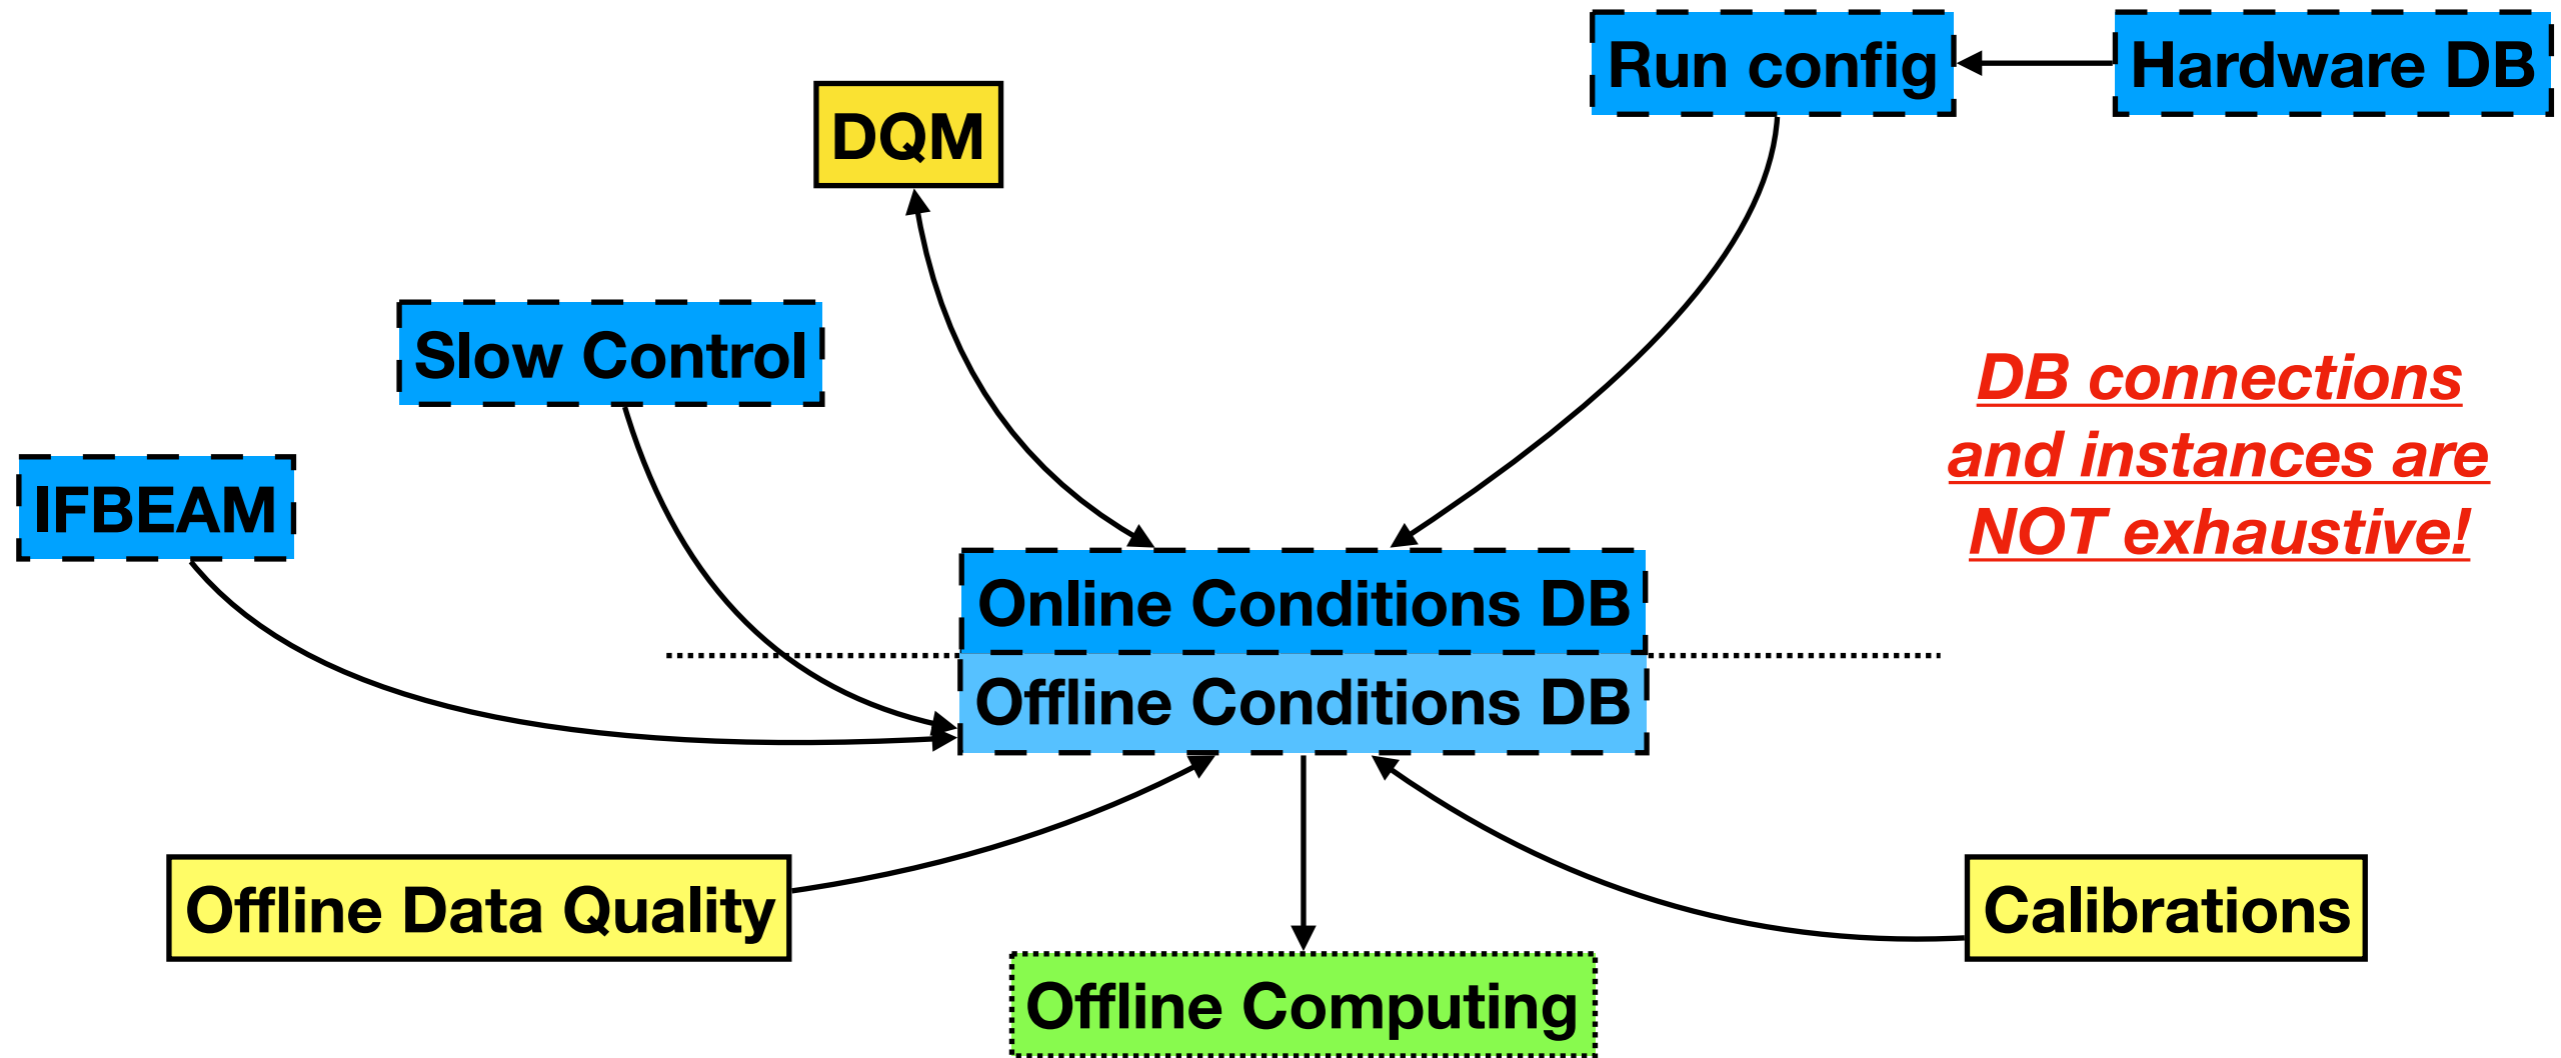 Run config
Hardware DB
DQM
Slow Control
DB connections
and instances are
NOT exhaustive!
IFBEAM
Online Conditions DB
Offline Conditions DB
Offline Data Quality
Calibrations
Offline Computing